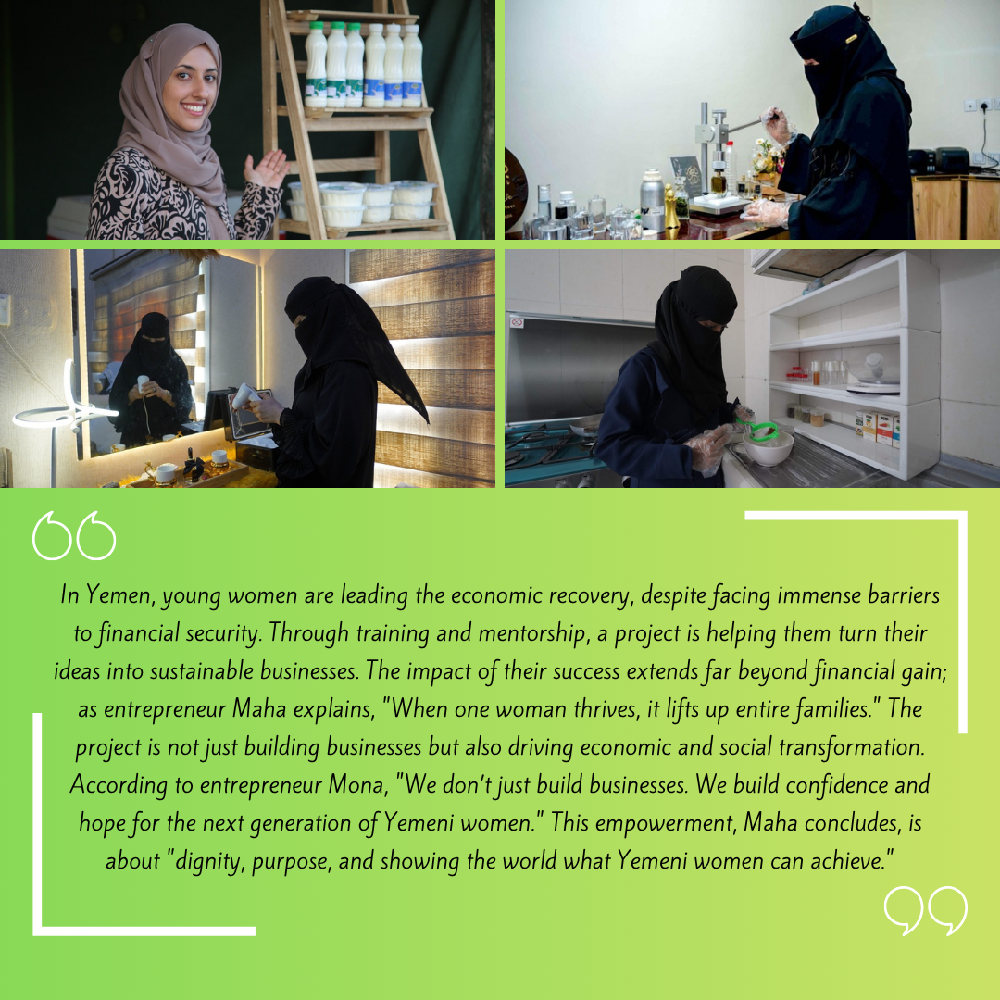 In Yemen, young women are leading the economic recovery, despite facing immense barriers
to financial security. Through training and mentorship, a project is helping them turn their
ideas into sustainable businesses. The impact of their success extends far beyond financial gain;
as entrepreneur Maha explains, "When one woman thrives, it lifts up entire families." The
project is not just building businesses but also driving economic and social transformation.
According to entrepreneur Mona, "We don't just build businesses. We build confidence and
hope for the next generation of Yemeni women." This empowerment, Maha concludes, is
about "dignity, purpose, and showing the world what Yemeni women can achieve."